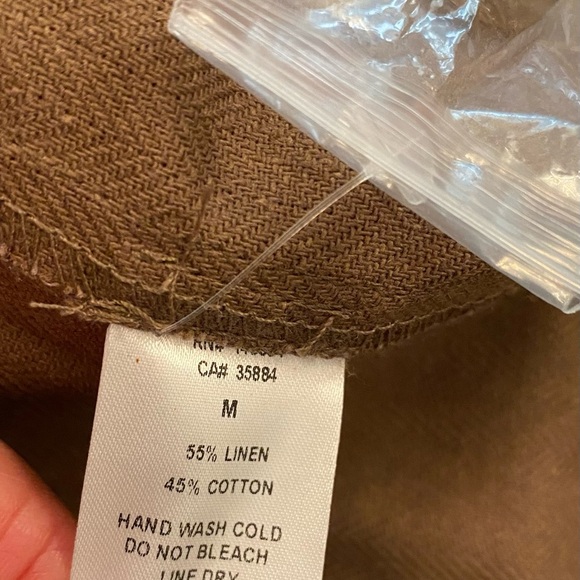 RN#
CA# 35884
M
55% LINEN
45% COTTON
HAND WASH COLD
DO NOT BLEACH
LINE DRY